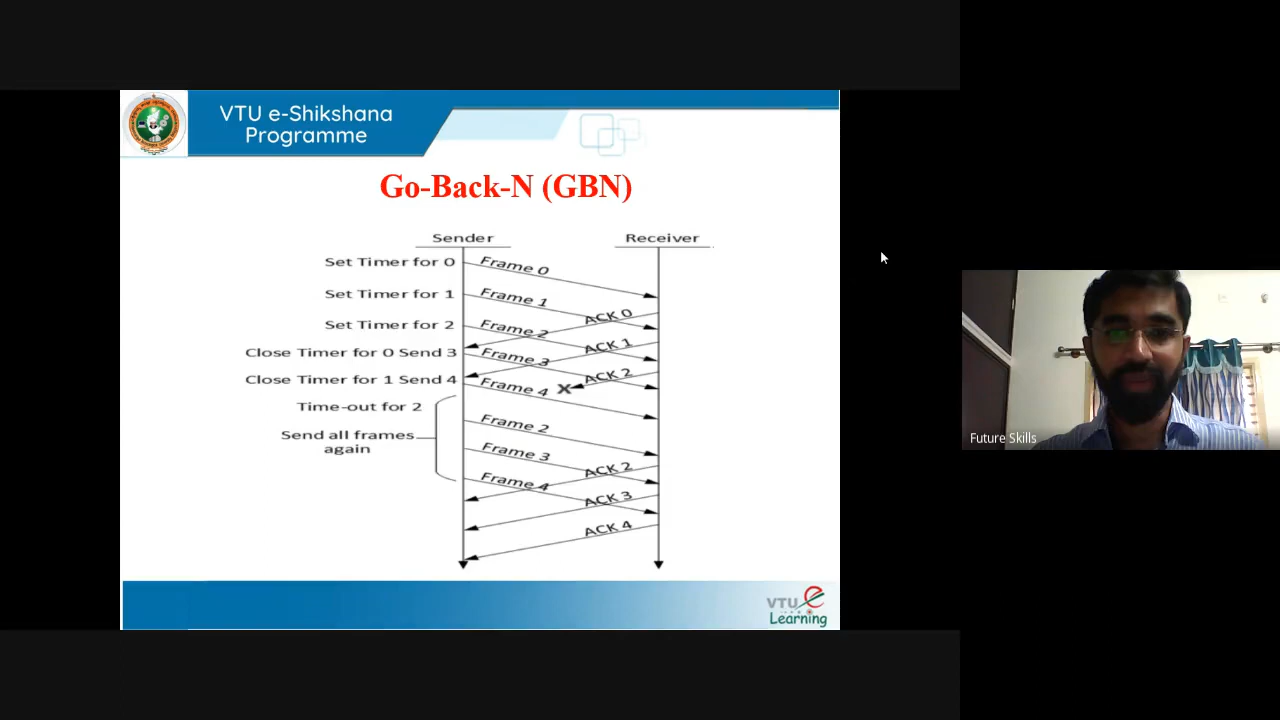 VTU e-Shikshana
Programme
Go-Back-N (GBN)
Sender
Receiver
Set Timer for 0
Frame 0
Set Timer for 1
Frame 1
ACK 0
Set Timer for 2
Frame 2
ACK 1
Close Timer for 0 Send 3
Frame 3
ACK 2
Close Timer for 1 Send 4
Frame 4
X
Time-out for 2
Frame 2
Send all frames
again
Frame 3
ACK 2
Frame 4
ACK 3
ACK 4
Future Skills
VTU e
Learning